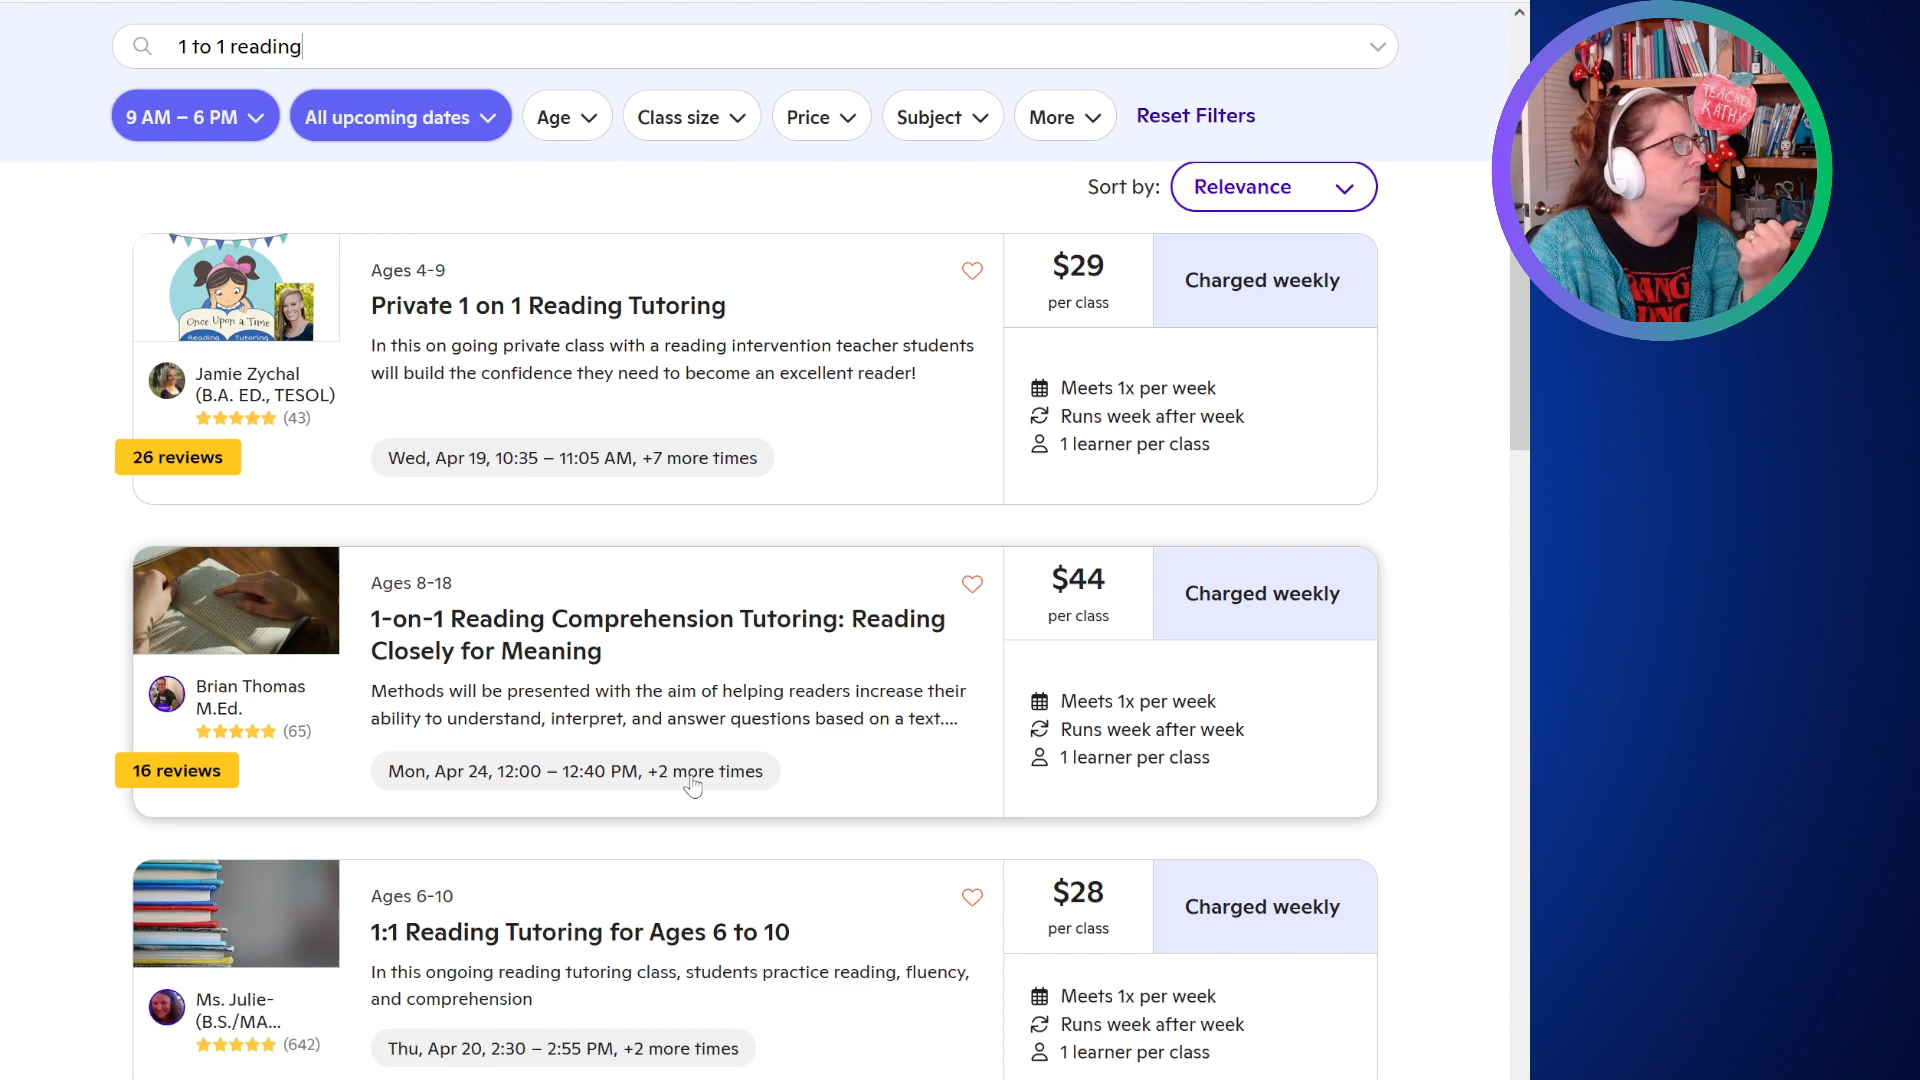 1 to 1 reading
9 AM – 6 PM
All upcoming dates
Age
Class size
Price
Subject
More
Reset Filters
Sort by:
Relevance
Once Upon a Time
Reading Tutoring
Jamie Zychal
(B.A. ED., TESOL)
(43)
26 reviews
Ages 4-9
Private 1 on 1 Reading Tutoring
In this on going private class with a reading intervention teacher students
will build the confidence they need to become an excellent reader!
Wed, Apr 19, 10:35 – 11:05 AM, +7 more times
$29
per class
Charged weekly
Meets 1x per week
Runs week after week
1 learner per class
Brian Thomas
M.Ed.
(65)
16 reviews
Ages 8-18
1-on-1 Reading Comprehension Tutoring: Reading
Closely for Meaning
Methods will be presented with the aim of helping readers increase their
ability to understand, interpret, and answer questions based on a text....
Mon, Apr 24, 12:00 – 12:40 PM, +2 more times
$44
per class
Charged weekly
Meets 1x per week
Runs week after week
1 learner per class
Ms. Julie-
(B.S./MA...
(642)
Ages 6-10
1:1 Reading Tutoring for Ages 6 to 10
In this ongoing reading tutoring class, students practice reading, fluency,
and comprehension
Thu, Apr 20, 2:30 – 2:55 PM, +2 more times
$28
per class
Charged weekly
Meets 1x per week
Runs week after week
1 learner per class
TEACHER
KATHY